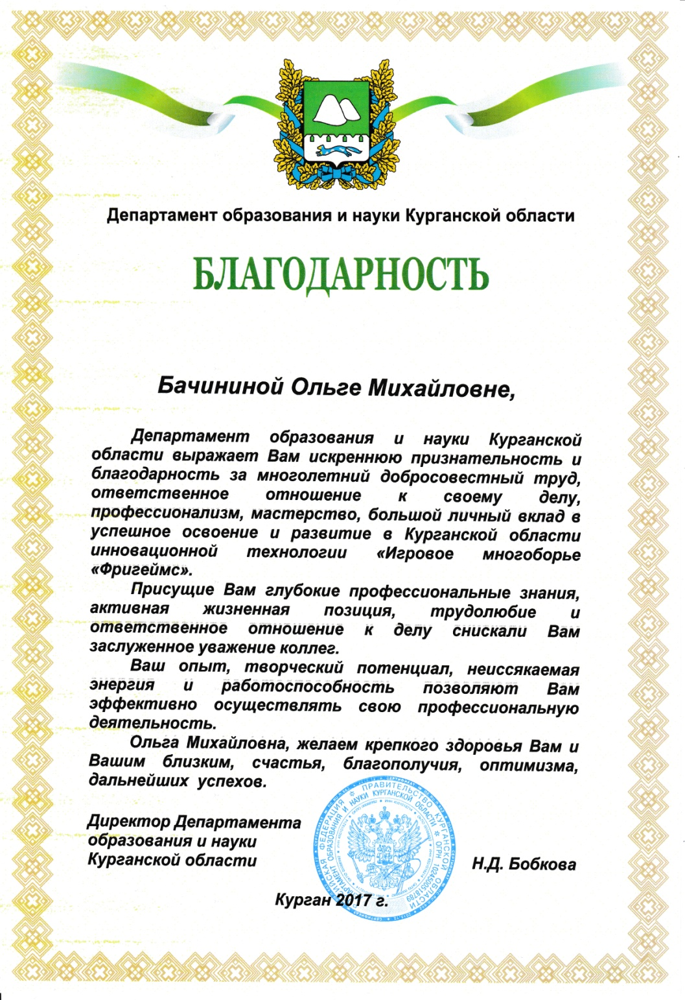 Департамент образования и науки Курганской области
БЛАГОДАРНОСТЬ
Бачининой Ольге Михайловне,
Департамент образования и науки Курганской
области выражает Вам искреннюю признательность и
благодарность за многолетний добросовестный труд,
ответственное отношение к своему делу,
профессионализм, мастерство, большой личный вклад в
успешное освоение и развитие в Курганской области
инновационной технологии «Игровое многоборье
«Фригеймс».
Присущие Вам глубокие профессиональные знания,
активная жизненная позиция, трудолюбие и
ответственное отношение к делу снискали Вам
заслуженное уважение коллег.
Ваш опыт, творческий потенциал, неиссякаемая
энергия и работоспособность позволяют Вам
эффективно осуществлять свою профессиональную
деятельность.
Ольга Михайловна, желаем крепкого здоровья Вам и
Вашим близким, счастья, благополучия, оптимизма,
дальнейших успехов.
Директор Департамента
образования и науки
Курганской области
Н.Д. Бобкова
РОССИЙСКАЯ ФЕДЕРАЦИЯ * ПРАВИТЕЛЬСТВО КУРГАНСКОЙ ОБЛАСТИ
ДЕПАРТАМЕНТ ОБРАЗОВАНИЯ И НАУКИ КУРГАНСКОЙ ОБЛАСТИ * ОГРН 1024500518789
Курган 2017 г.